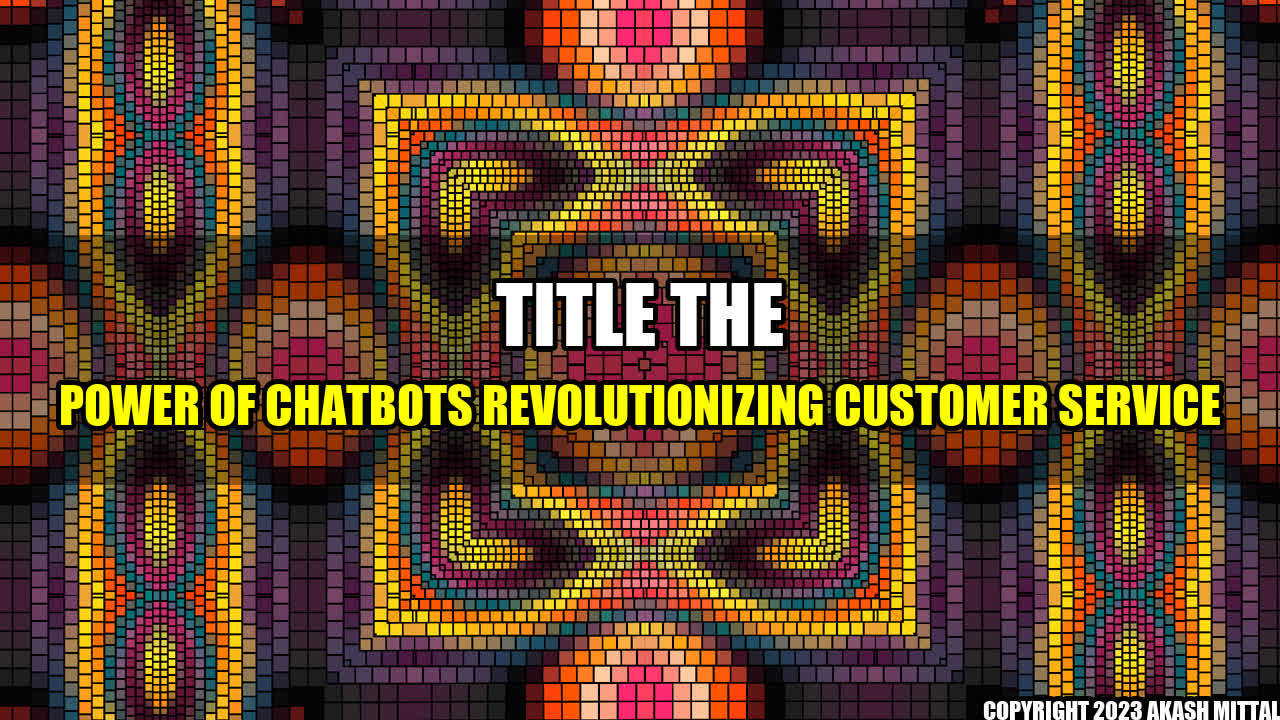 TITLE THE
POWER OF CHATBOTS REVOLUTIONIZING CUSTOMER SERVICE
COPYRIGHT 2023 AKASH MITTAL